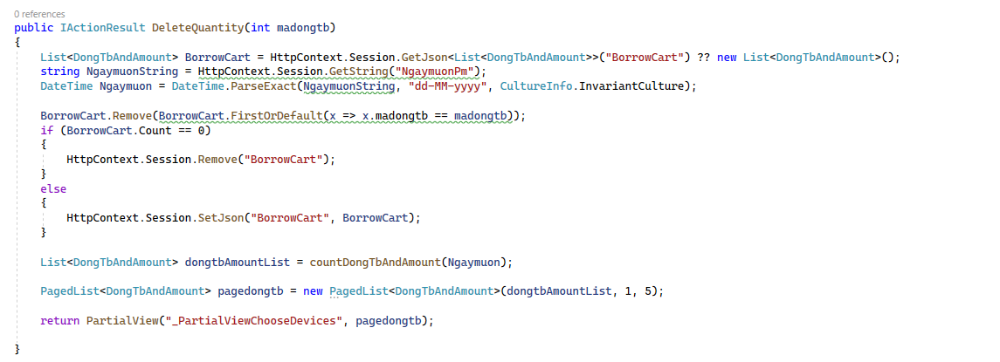 0 references
public IActionResult DeleteQuantity(int madongtb)
{
List<DongTbAndAmount> BorrowCart = HttpContext.Session.GetJson<List<DongTbAndAmount>>("BorrowCart") ?? new List<DongTbAndAmount>();
string NgaymuonString = HttpContext.Session.GetString("NgaymuonPm");
DateTime Ngaymuon = DateTime.ParseExact(NgaymuonString, "dd-MM-yyyy", CultureInfo.InvariantCulture);
BorrowCart.Remove(BorrowCart.FirstOrDefault(x => x.madongtb == madongtb));
if (BorrowCart.Count == 0)
{
HttpContext.Session.Remove("BorrowCart");
}
else
{
HttpContext.Session.SetJson("BorrowCart", BorrowCart);
}
List<DongTbAndAmount> dongtbAmountList = countDongTbAndAmount(Ngaymuon);
PagedList<DongTbAndAmount> pagedongtb = new PagedList<DongTbAndAmount>(dongtbAmountList, 1, 5);
return PartialView("_PartialViewChooseDevices", pagedongtb);
}